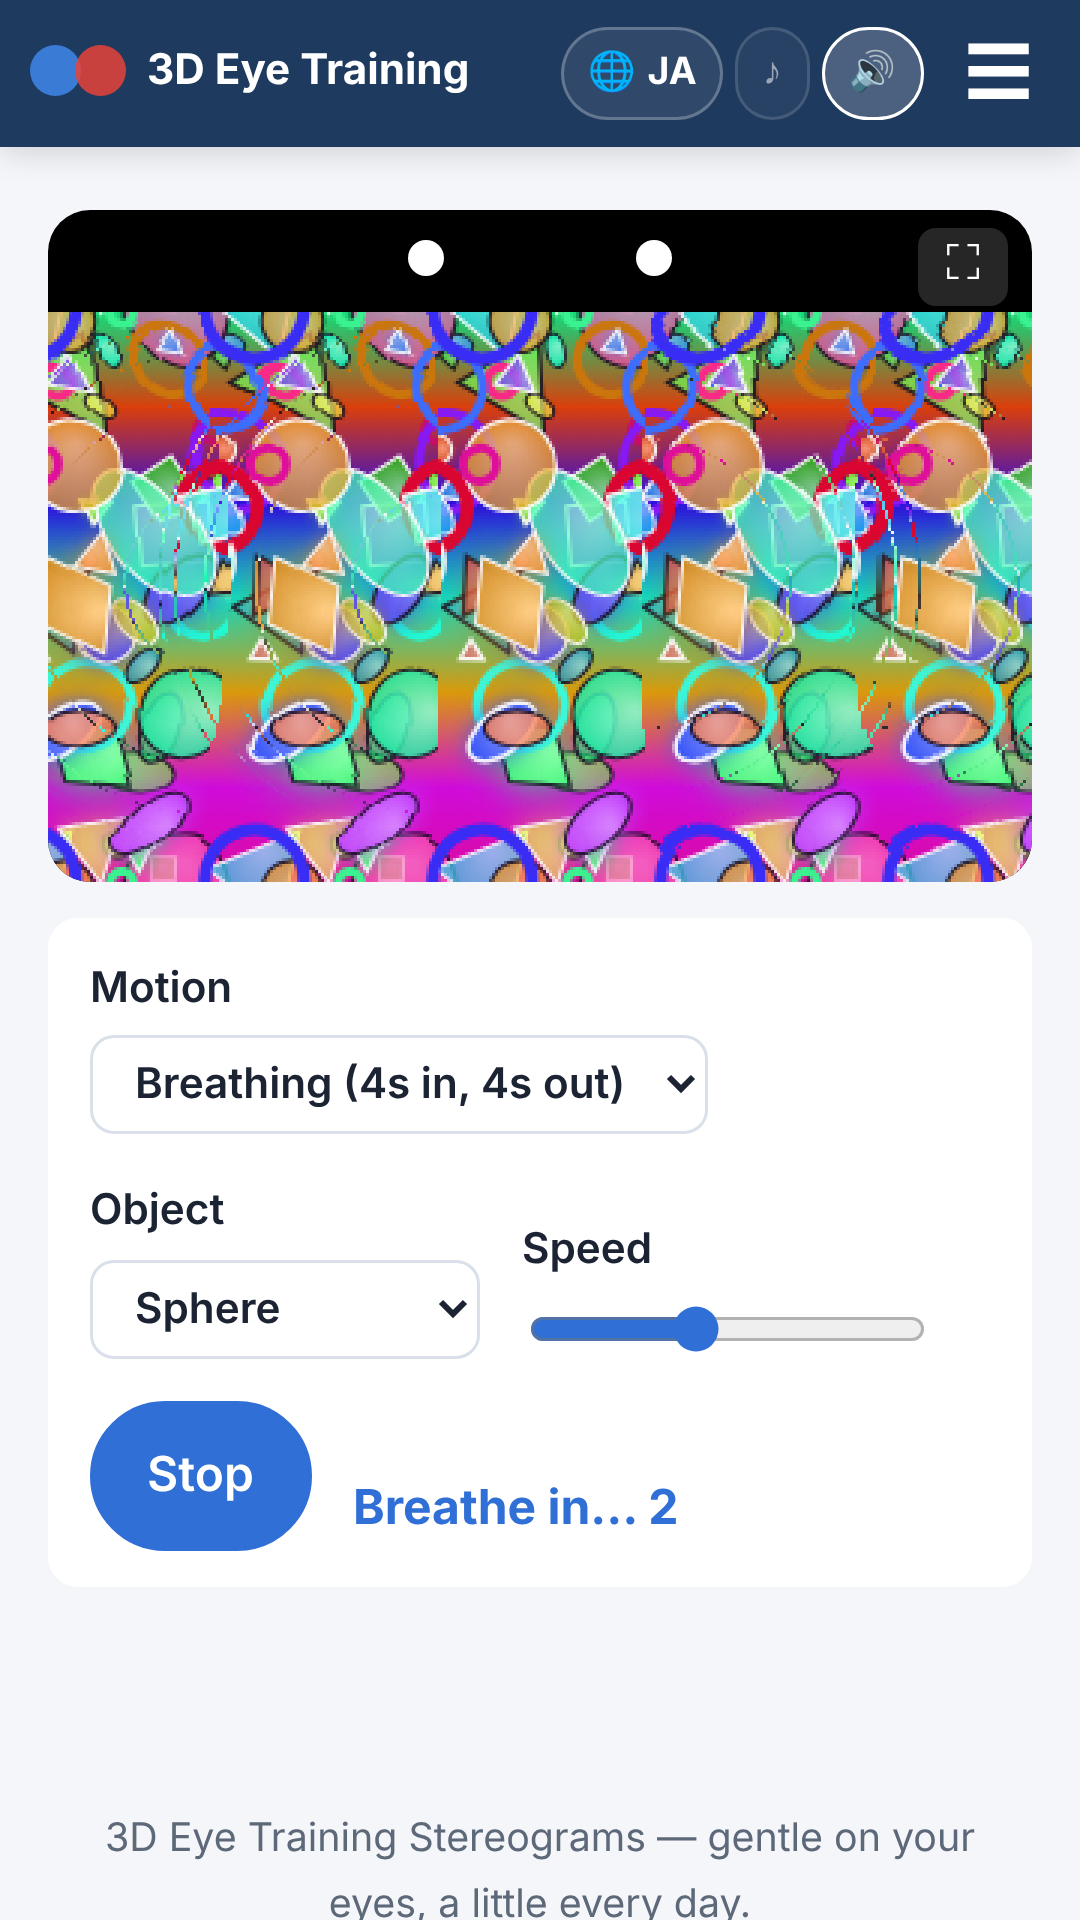 3D Eye Training
🌐 JA
♪
🔊
☰
Motion
Breathing (4s in, 4s out)
Object
Speed
Sphere
Stop
Breathe in... 2
3D Eye Training Stereograms — gentle on your
eyes, a little every day.